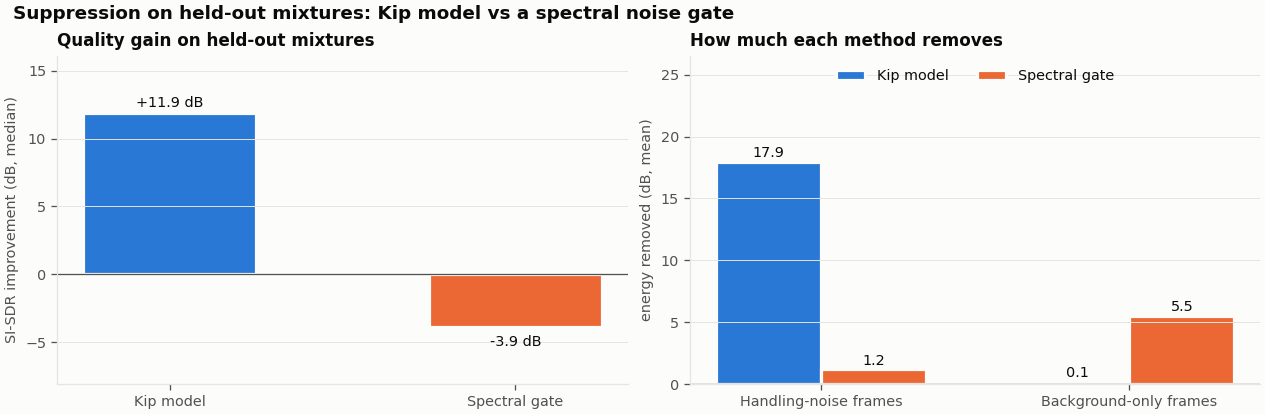 Suppression on held-out mixtures: Kip model vs a spectral noise gate
Quality gain on held-out mixtures
SI-SDR improvement (dB, median)
15
10
5
0
−5
+11.9 dB
-3.9 dB
Kip model
Spectral gate
How much each method removes
Kip model
Spectral gate
energy removed (dB, mean)
25
20
15
10
5
0
17.9
1.2
0.1
5.5
Handling-noise frames
Background-only frames